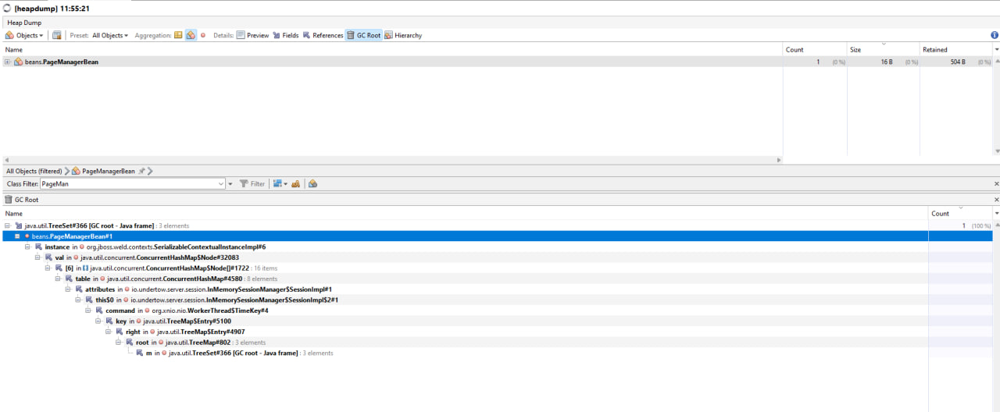 [heapdump] 11:55:21
Heap Dump
Objects Preset: All Objects Aggregation: Details: Preview Fields References GC Root Hierarchy
Name Count Size Retained
beans.PageManagerBean 1 (0 %) 16 B (0 %) 504 B (0 %)
All Objects (filtered) PageManagerBean
Class Filter: PageMan Filter
GC Root
Name Count
java.util.TreeSet#366 [GC root - Java frame] : 3 elements 1 (100 %)
beans.PageManagerBean#1
instance in org.jboss.weld.contexts.SerializableContextualInstanceImpl#6
val in java.util.concurrent.ConcurrentHashMap$Node#32083
[6] in java.util.concurrent.ConcurrentHashMap$Node[]#1722 : 16 items
table in java.util.concurrent.ConcurrentHashMap#4580 : 8 elements
attributes in io.undertow.server.session.InMemorySessionManager$SessionImpl#1
this$0 in io.undertow.server.session.InMemorySessionManager$SessionImpl$2#1
command in org.xnio.nio.WorkerThread$TimeKey#4
key in java.util.TreeMap$Entry#5100
right in java.util.TreeMap$Entry#4907
root in java.util.TreeMap#802 : 3 elements
m in java.util.TreeSet#366 [GC root - Java frame] : 3 elements